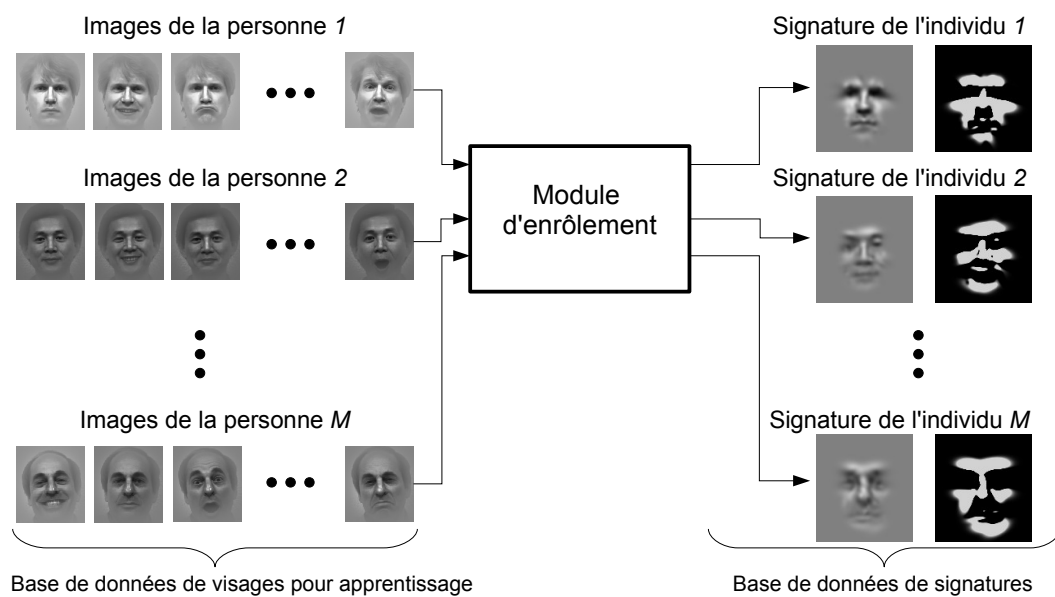 Images de la personne 1
Signature de l'individu 1
Images de la personne 2
Module
d'enrôlement
Signature de l'individu 2
Images de la personne M
Signature de l'individu M
Base de données de visages pour apprentissage
Base de données de signatures